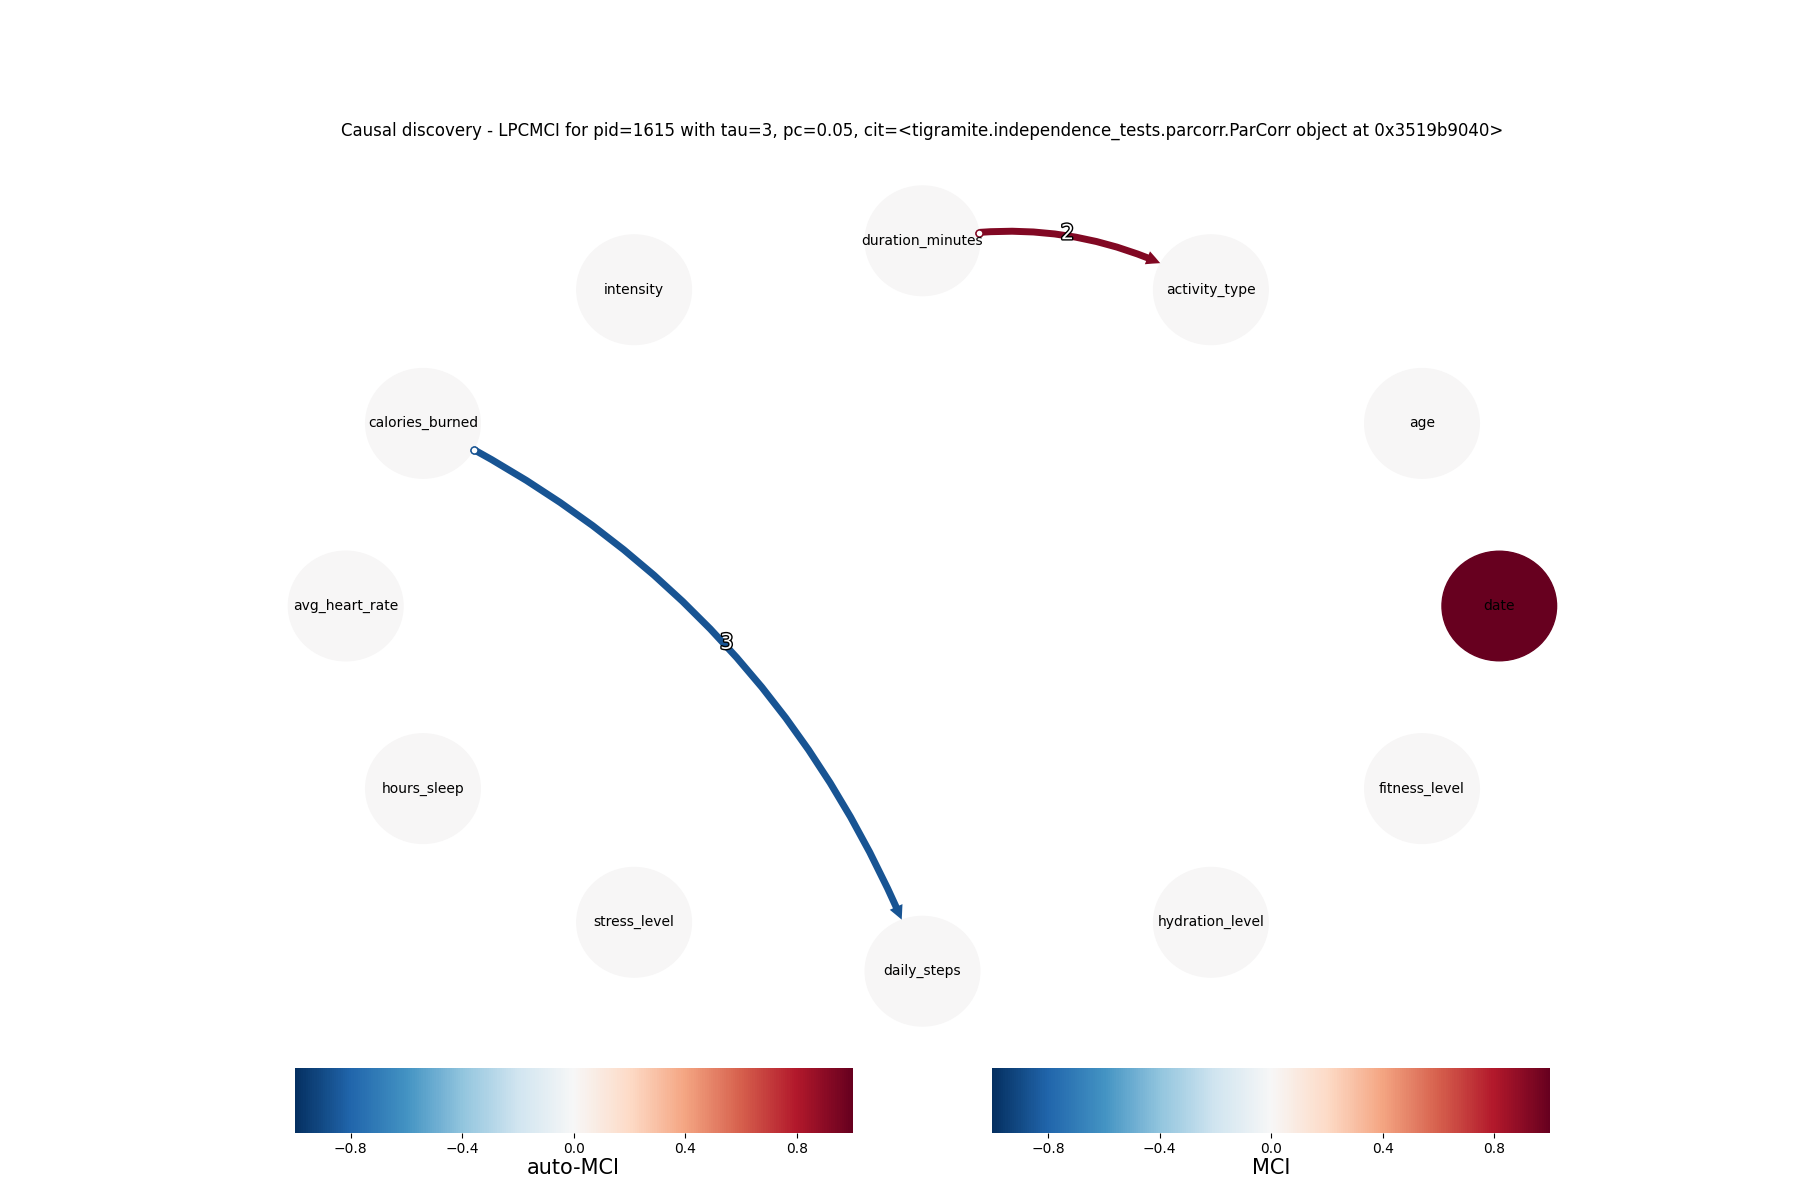 Causal discovery - LPCMCI for pid=1615 with tau=3, pc=0.05, cit=<tigramite.independence_tests.parcorr.ParCorr object at 0x3519b9040>
duration_minutes
2
intensity
activity_type
calories_burned
age
avg_heart_rate
date
3
hours_sleep
fitness_level
stress_level
hydration_level
daily_steps
−0.8 −0.4 0.0 0.4 0.8
auto-MCI
−0.8 −0.4 0.0 0.4 0.8
MCI